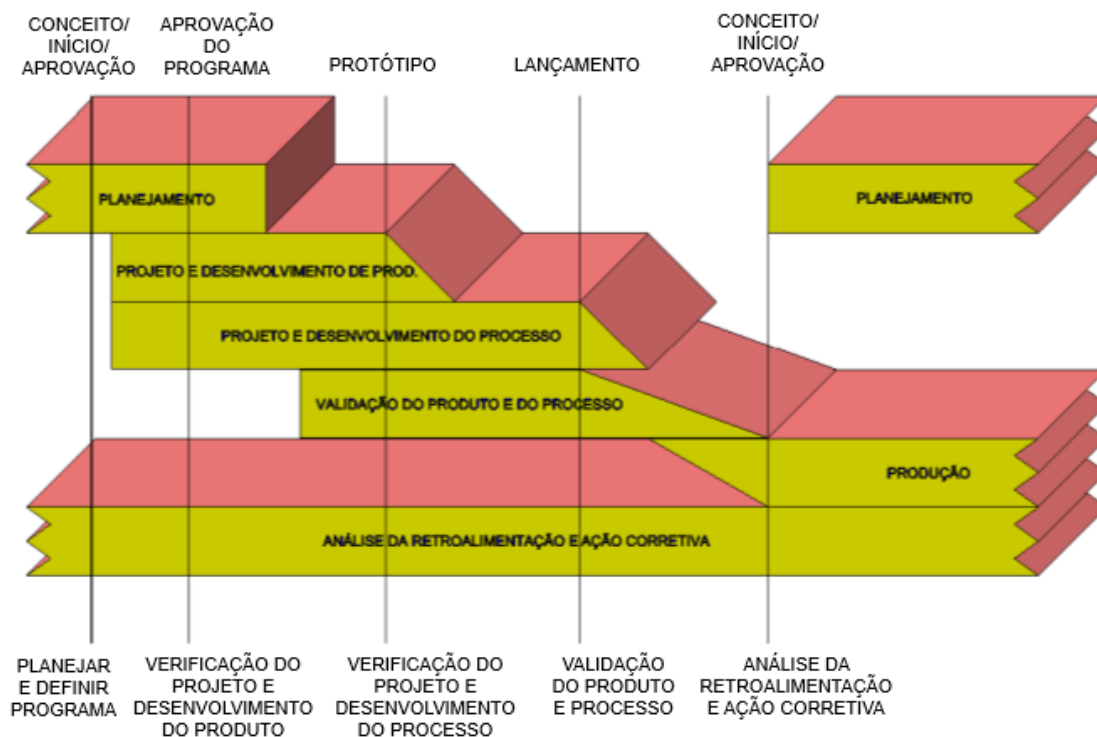 CONCEITO/
INÍCIO/
APROVAÇÃO
APROVAÇÃO
DO
PROGRAMA
PROTÓTIPO
LANÇAMENTO
CONCEITO/
INÍCIO/
APROVAÇÃO
PLANEJAMENTO
PLANEJAMENTO
PROJETO E DESENVOLVIMENTO DE PROD.
PROJETO E DESENVOLVIMENTO DO PROCESSO
VALIDAÇÃO DO PRODUTO E DO PROCESSO
PRODUÇÃO
ANÁLISE DA RETROALIMENTAÇÃO E AÇÃO CORRETIVA
PLANEJAR
E DEFINIR
PROGRAMA
VERIFICAÇÃO DO
PROJETO E
DESENVOLVIMENTO
DO PRODUTO
VERIFICAÇÃO DO
PROJETO E
DESENVOLVIMENTO
DO PROCESSO
VALIDAÇÃO
DO PRODUTO
E PROCESSO
ANÁLISE DA
RETROALIMENTAÇÃO
E AÇÃO CORRETIVA